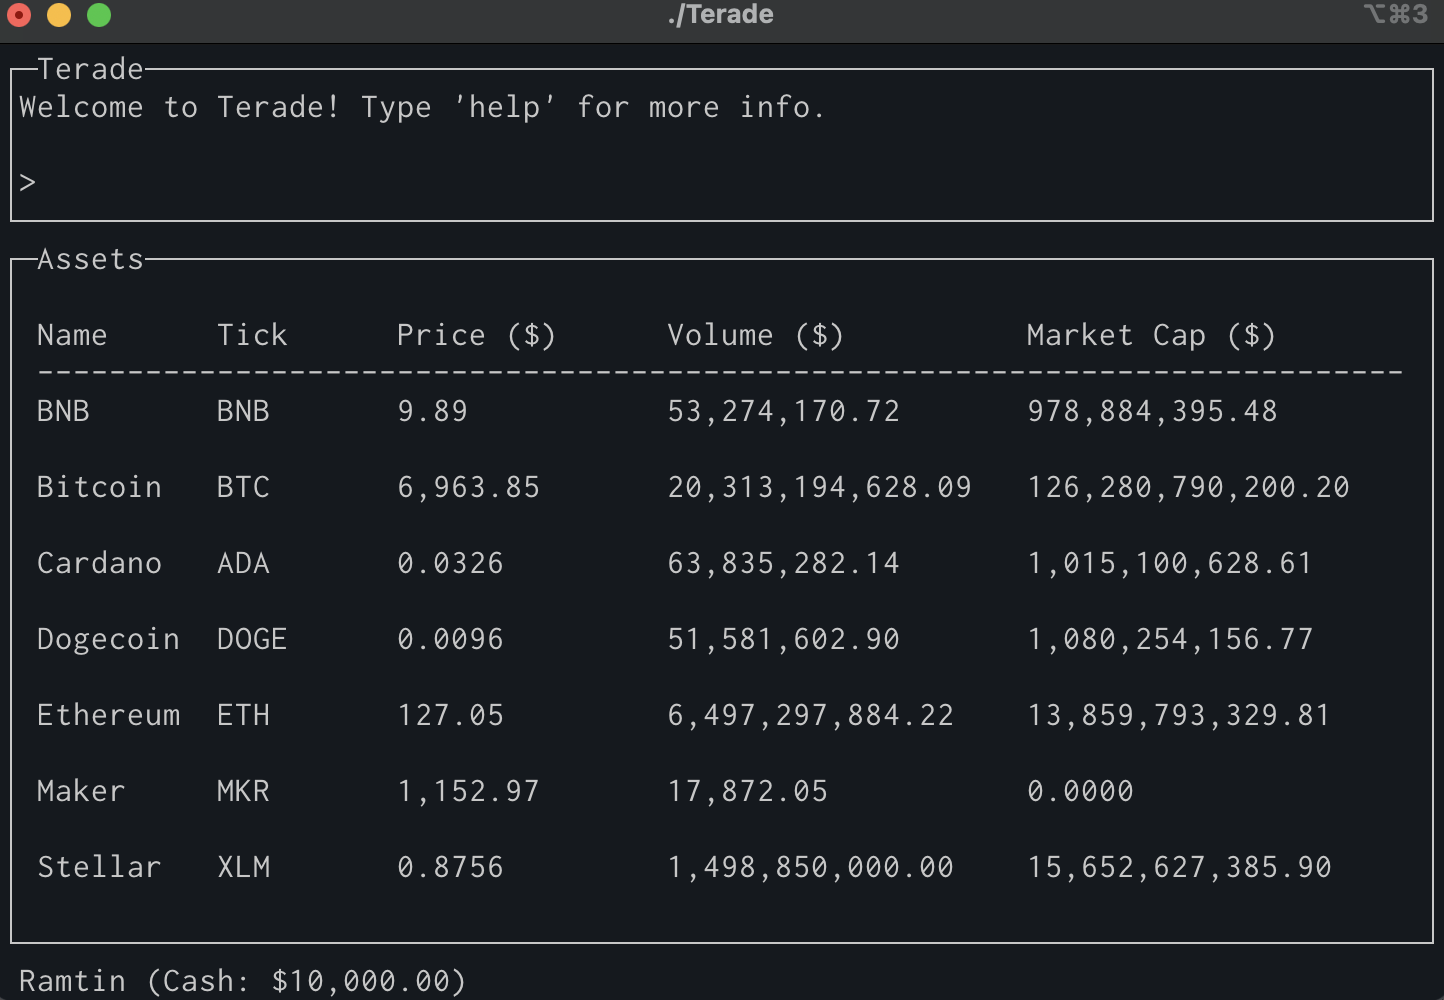 ./Terade
⌥⌘3
Terade
Welcome to Terade! Type 'help' for more info.
>
Assets
Name Tick Price ($) Volume ($) Market Cap ($)
----------------------------------------------------------------------------
BNB BNB 9.89 53,274,170.72 978,884,395.48
Bitcoin BTC 6,963.85 20,313,194,628.09 126,280,790,200.20
Cardano ADA 0.0326 63,835,282.14 1,015,100,628.61
Dogecoin DOGE 0.0096 51,581,602.90 1,080,254,156.77
Ethereum ETH 127.05 6,497,297,884.22 13,859,793,329.81
Maker MKR 1,152.97 17,872.05 0.0000
Stellar XLM 0.8756 1,498,850,000.00 15,652,627,385.90
Ramtin (Cash: $10,000.00)